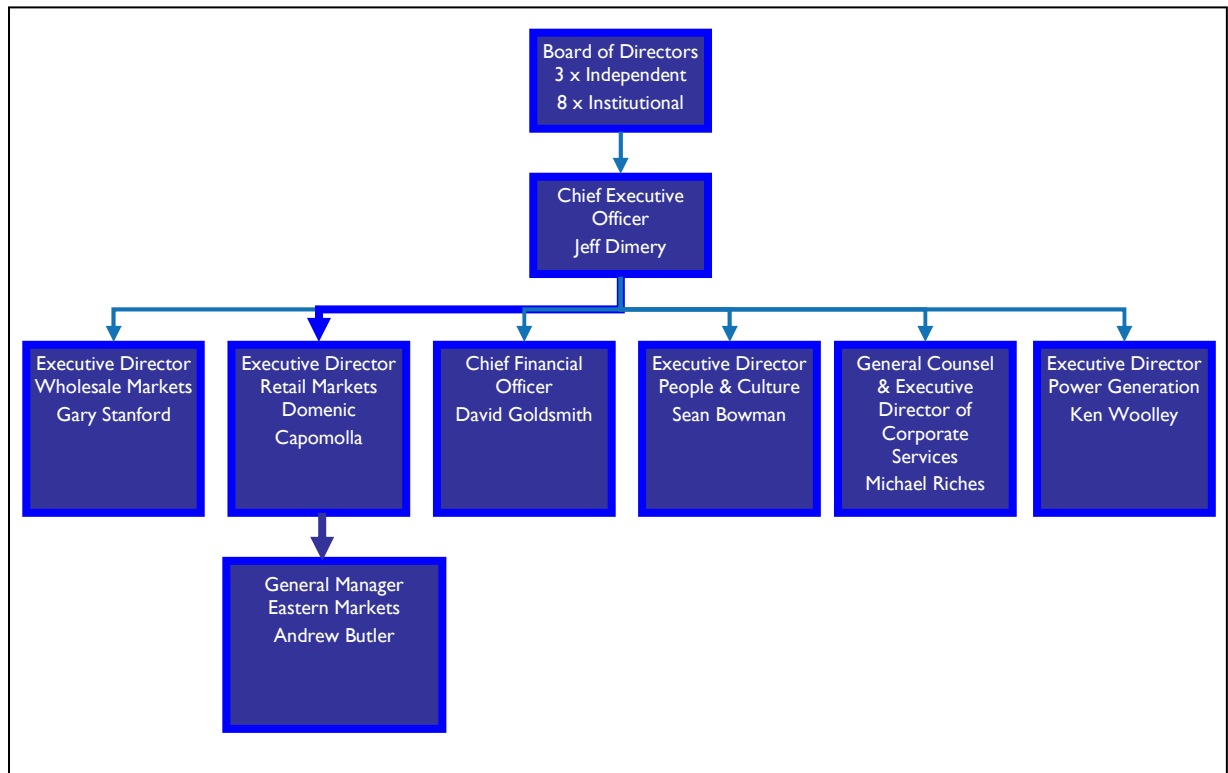 Board of Directors
3 x Independent
8 x Institutional
Chief Executive
Officer
Jeff Dimery
Executive Director
Wholesale Markets
Gary Stanford
Executive Director
Retail Markets
Domenic
Capomolla
Chief Financial
Officer
David Goldsmith
Executive Director
People & Culture
Sean Bowman
General Counsel
& Executive
Director of
Corporate
Services
Michael Riches
Executive Director
Power Generation
Ken Woolley
General Manager
Eastern Markets
Andrew Butler